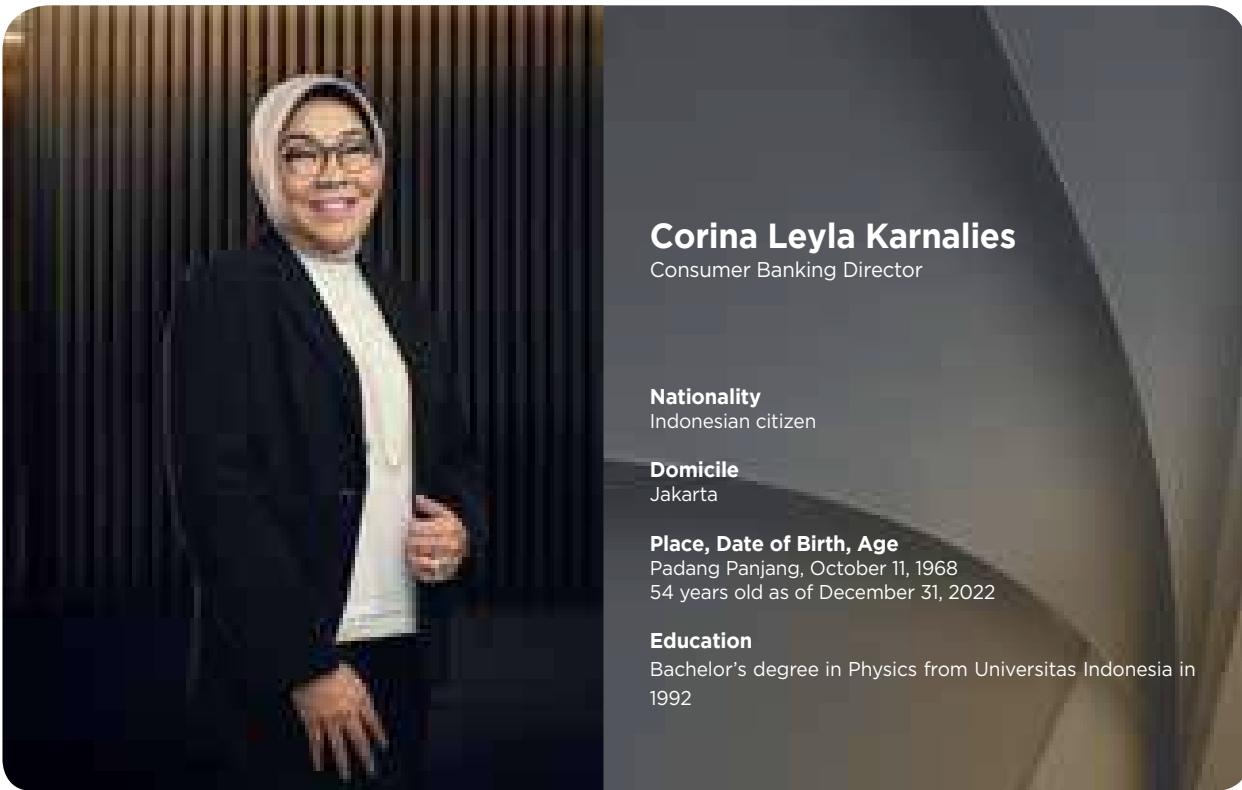 Corina Leyla Karnalies
Consumer Banking Director
Nationality
Indonesian citizen
Domicile
Jakarta
Place, Date of Birth, Age
Padang Panjang, October 11, 1968
54 years old as of December 31, 2022
Education
Bachelor’s degree in Physics from Universitas Indonesia in
1992